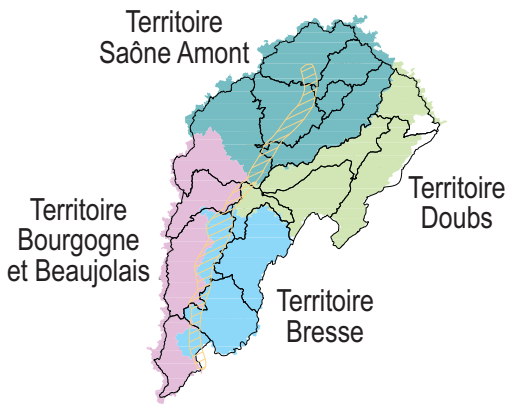 Territoire
Saône Amont
Territoire
Doubs
Territoire
Bourgogne
et Beaujolais
Territoire
Bresse